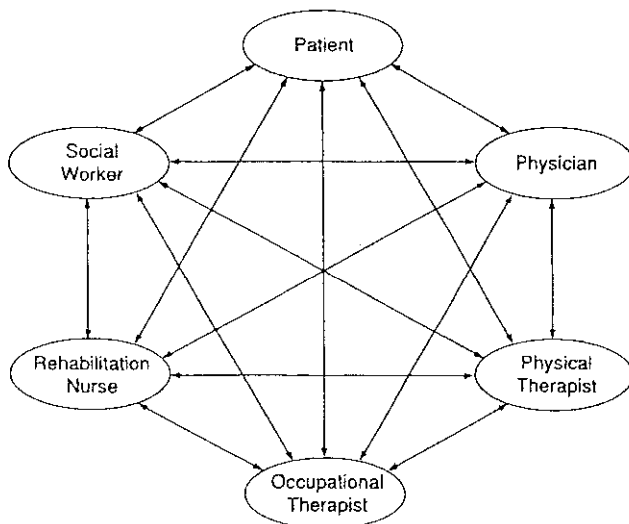 Patient
Social
Worker
Physician
Rehabilitation
Nurse
Physical
Therapist
Occupational
Therapist